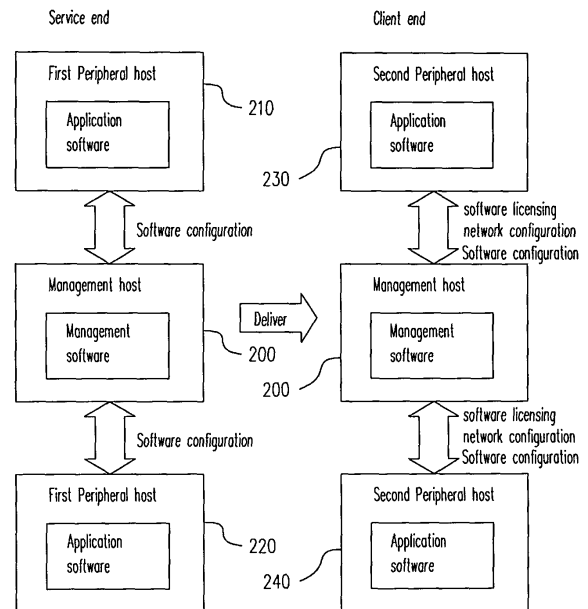 Service end
Client end
First Peripheral host
Application
software
210
Second Peripheral host
Application
software
230
Software configuration
software licensing
network configuration
Software configuration
Management host
Management
software
200
Deliver
Management host
Management
software
200
Software configuration
software licensing
network configuration
Software configuration
First Peripheral host
Application
software
220
Second Peripheral host
Application
software
240